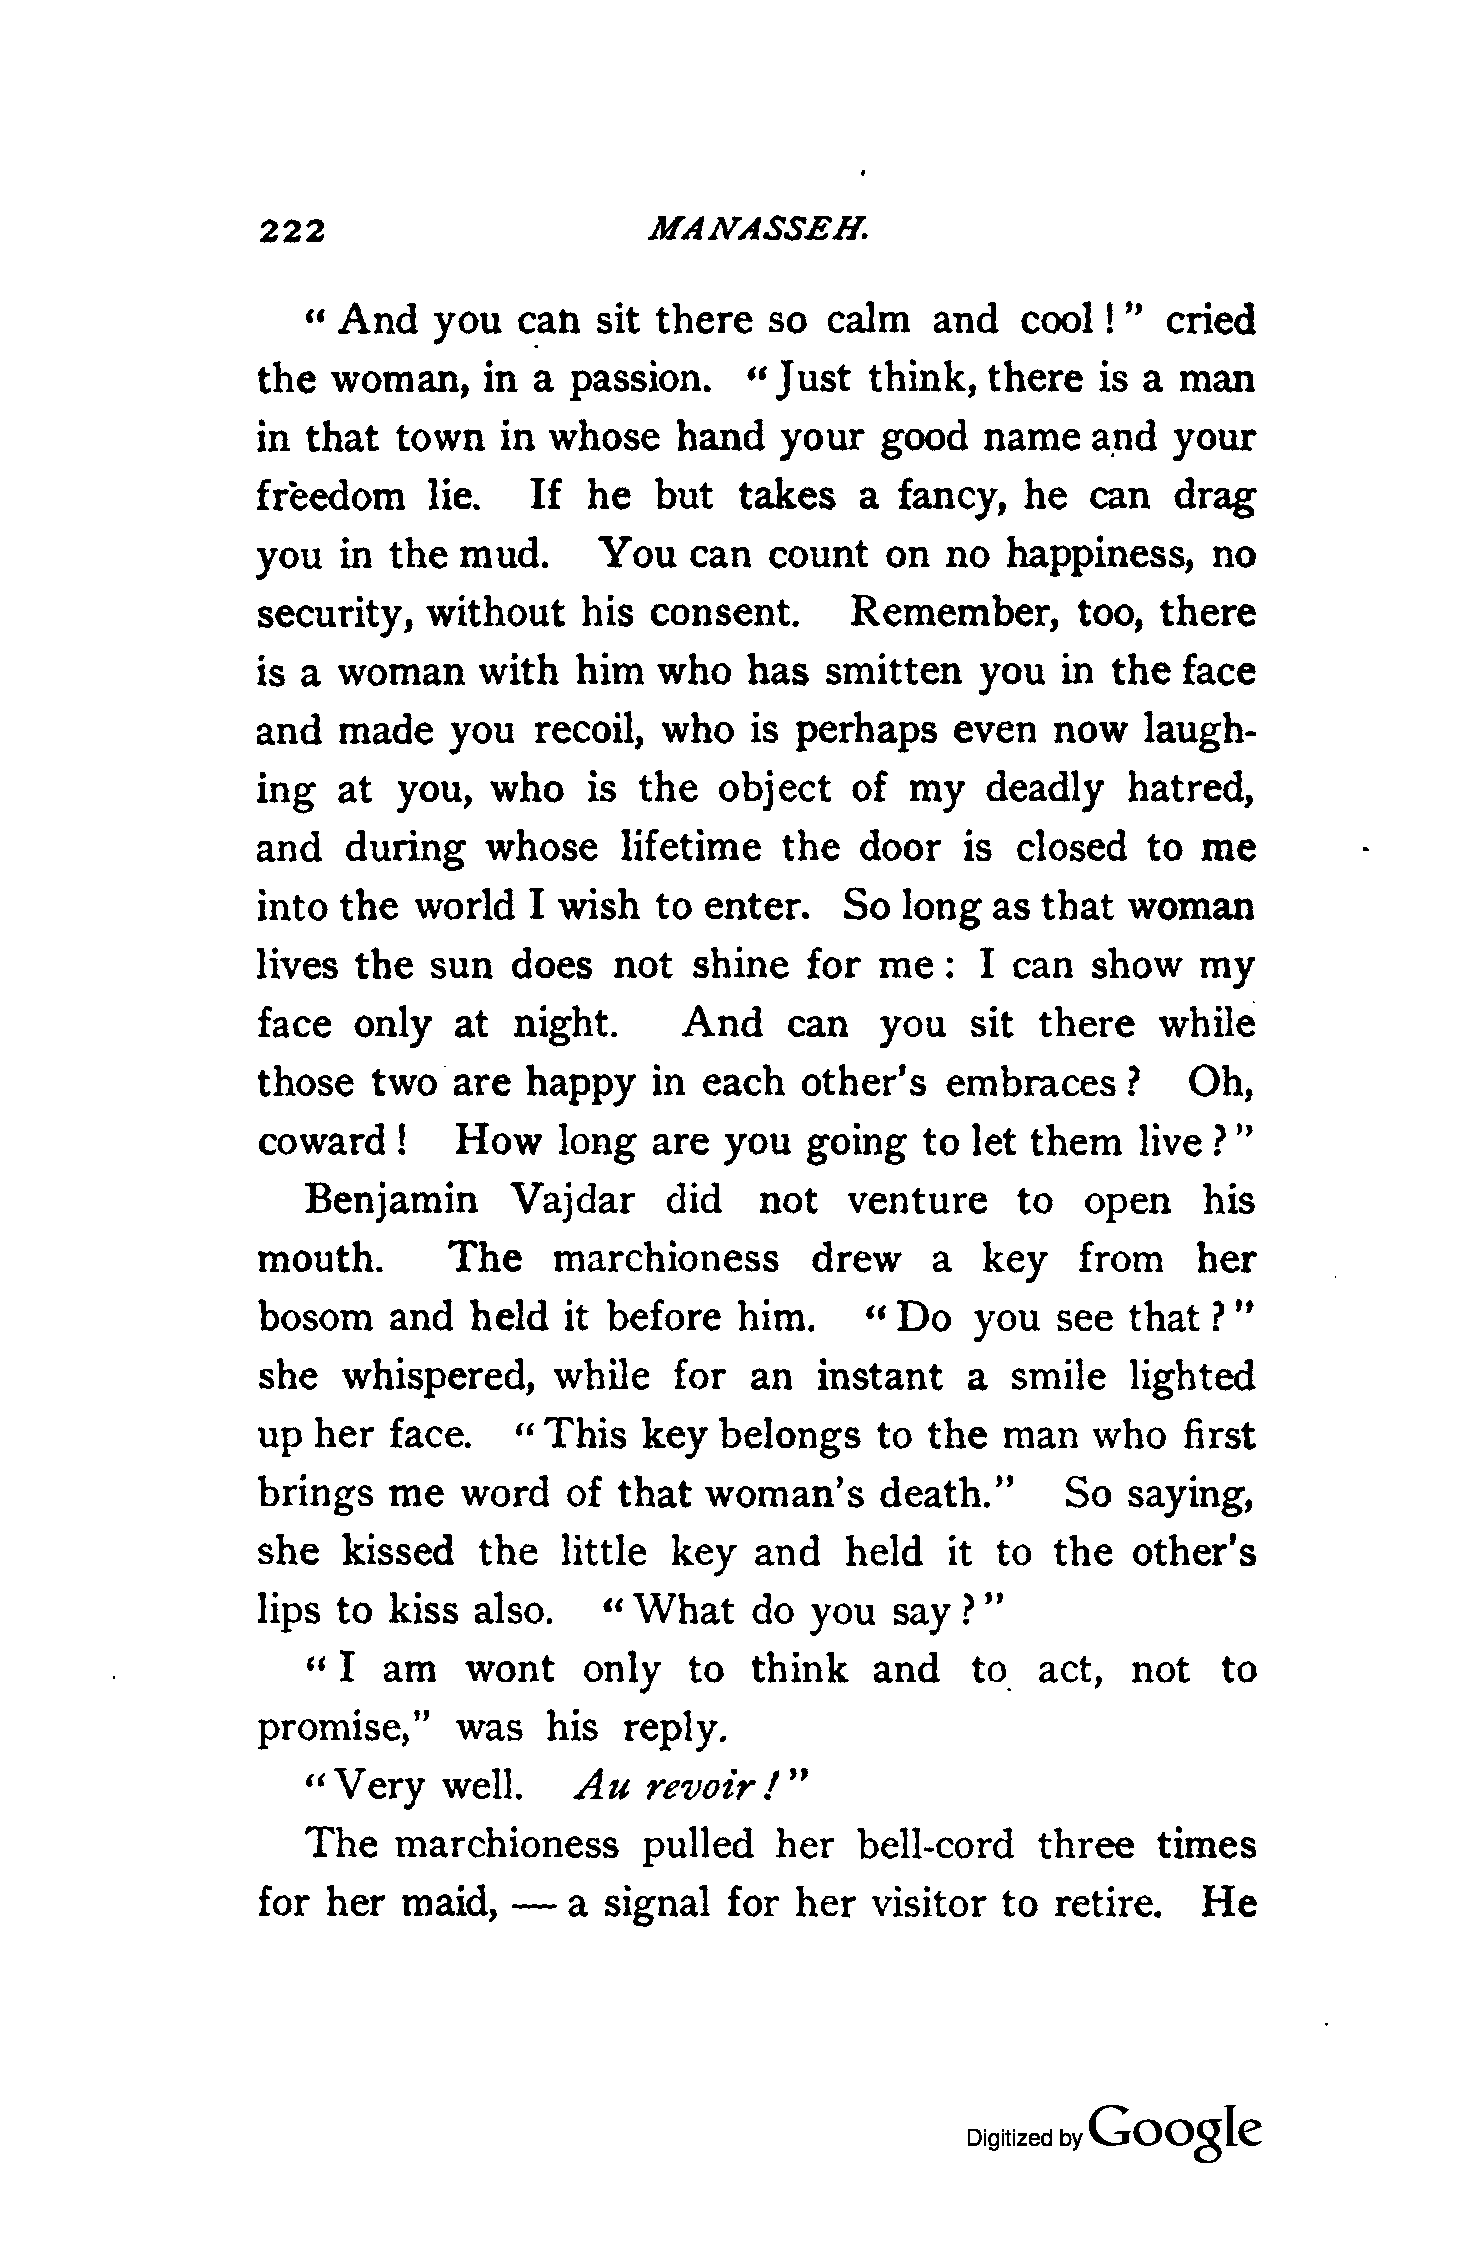 222 MANASSEH.
“ And you can sit there so calm and cool ! ” cried
the woman, in a passion. “ Just think, there is a man
in that town in whose hand your good name and your
freedom lie. If he but takes a fancy, he can drag
you in the mud. You can count on no happiness, no
security, without his consent. Remember, too, there
is a woman with him who has smitten you in the face
and made you recoil, who is perhaps even now laugh-
ing at you, who is the object of my deadly hatred,
and during whose lifetime the door is closed to me
into the world I wish to enter. So long as that woman
lives the sun does not shine for me : I can show my
face only at night. And can you sit there while
those two are happy in each other's embraces ? Oh,
coward ! How long are you going to let them live ? ”
Benjamin Vajdar did not venture to open his
mouth. The marchioness drew a key from her
bosom and held it before him. “ Do you see that ? ”
she whispered, while for an instant a smile lighted
up her face. “ This key belongs to the man who first
brings me word of that woman's death.” So saying,
she kissed the little key and held it to the other's
lips to kiss also. “ What do you say ? ”
“ I am wont only to think and to act, not to
promise,” was his reply.
“ Very well. Au revoir ! ”
The marchioness pulled her bell-cord three times
for her maid, — a signal for her visitor to retire. He
Digitized by Google